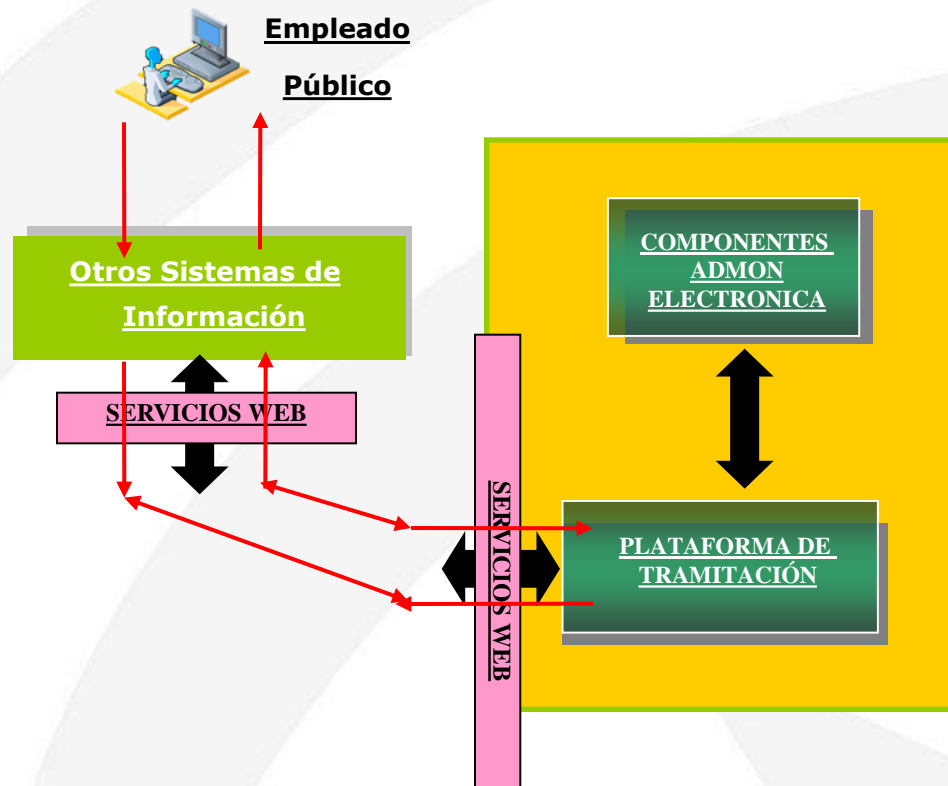 Empleado
Público
Otros Sistemas de
Información
SERVICIOS WEB
COMPONENTES
ADMON
ELECTRONICA
SERVICIOS WEB
PLATAFORMA DE
TRAMITACIÓN